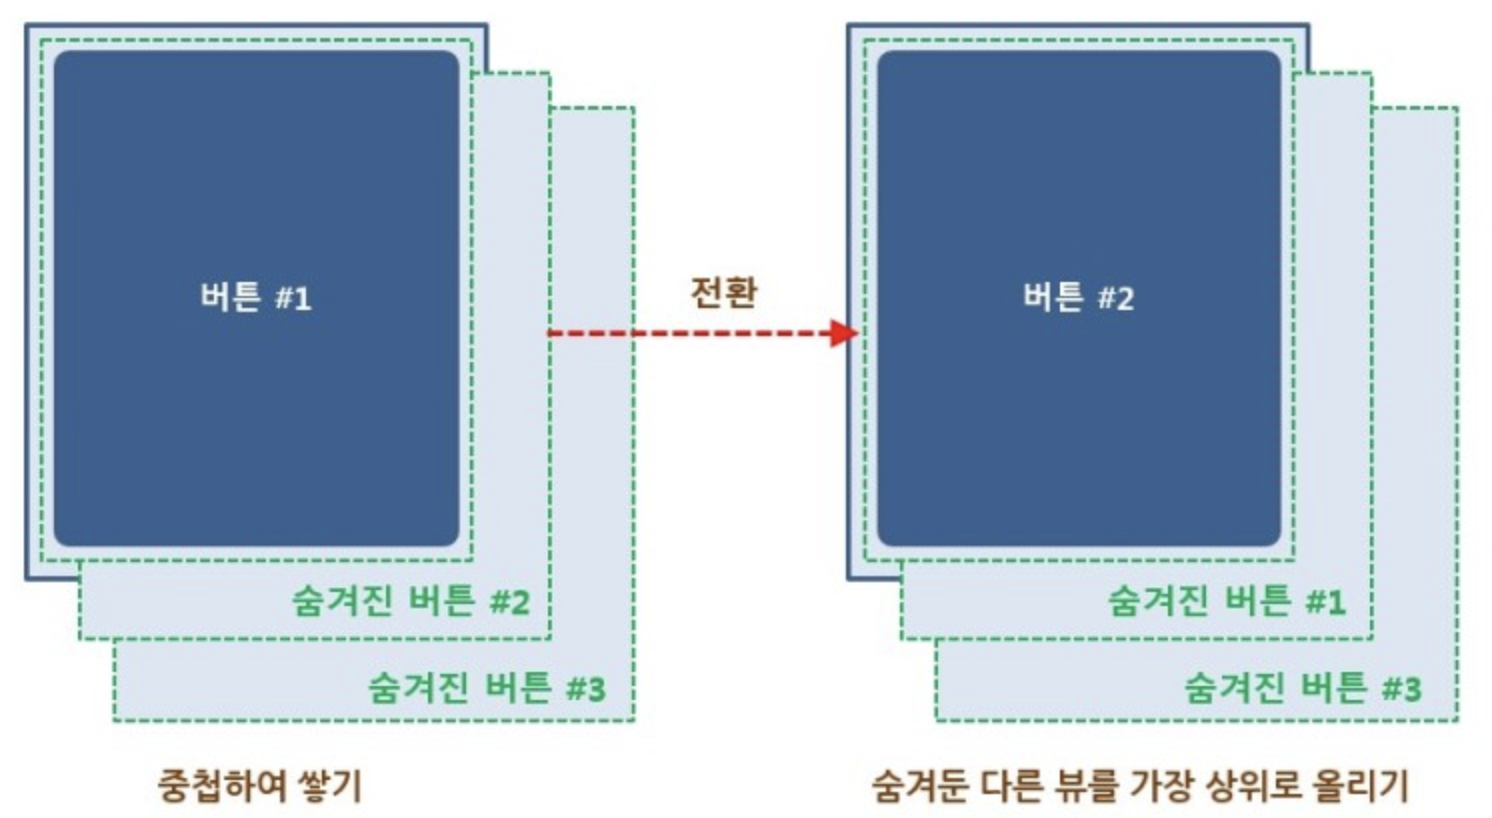 버튼 #1
숨겨진 버튼 #2
숨겨진 버튼 #3
중첩하여 쌓기
전환
버튼 #2
숨겨진 버튼 #1
숨겨진 버튼 #3
숨겨둔 다른 뷰를 가장 상위로 올리기